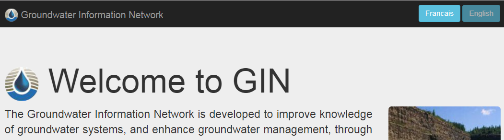 Groundwater Information Network
Francais English
Welcome to GIN
The Groundwater Information Network is developed to improve knowledge
of groundwater systems, and enhance groundwater management, through